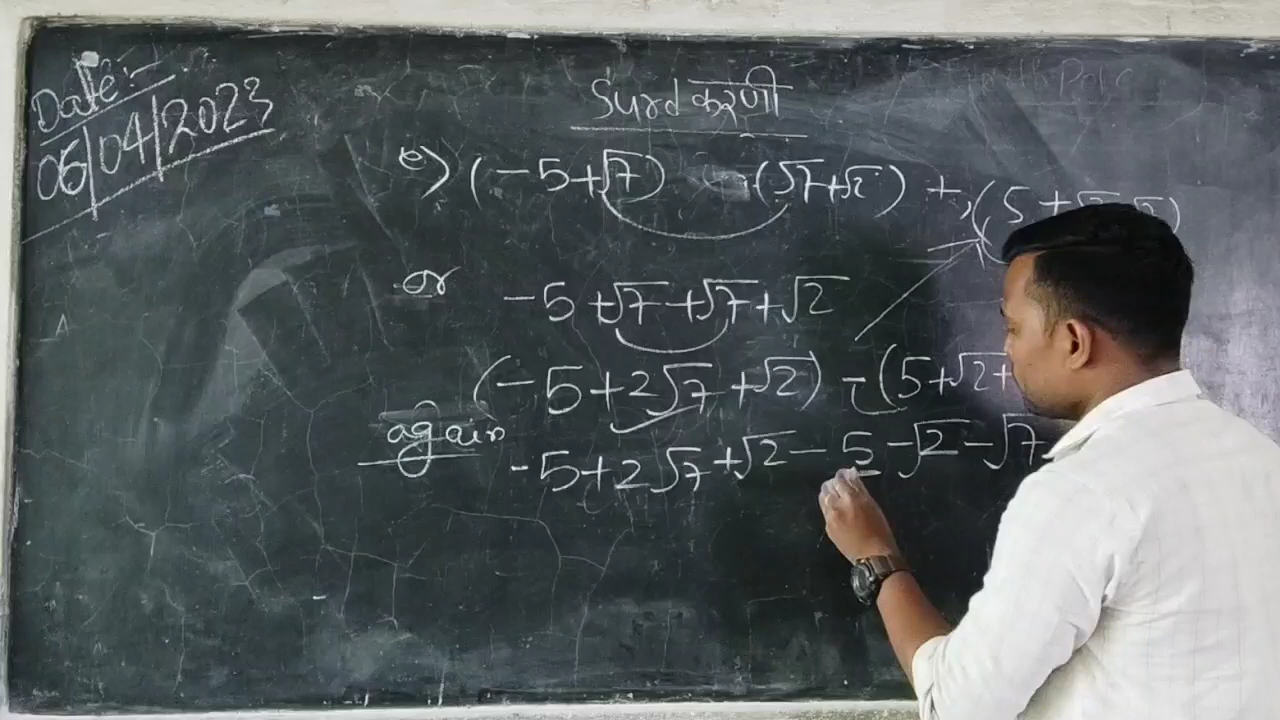 Date:-
06/04/2023
Surd करणी
e) (-5+√7) (√7+√2) + (5 +
or -5 +√7 +√7 +√2
(-5+2√7 +√2) - (5+√2+
again -5+2√7 +√2 - 5 -√2 -√7